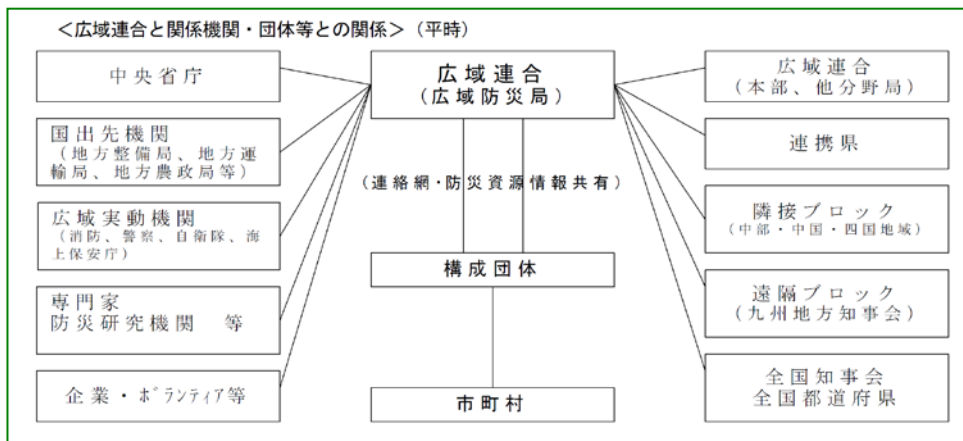 ＜広域連合と関係機関・団体等との関係＞（平時）
中央省庁
国出先機関
（地方整備局、地方運
輸局、地方農政局等）
広域実動機関
（消防、警察、自衛隊、海
上保安庁）
専門家
防災研究機関　等
企業・ﾎﾞﾗﾝﾃｨｱ等
広域連合
（広域防災局）
（連絡網・防災資源情報共有）
構成団体
市町村
広域連合
（本部、他分野局）
連携県
隣接ブロック
（中部・中国・四国地域）
遠隔ブロック
（九州地方知事会）
全国知事会
全国都道府県